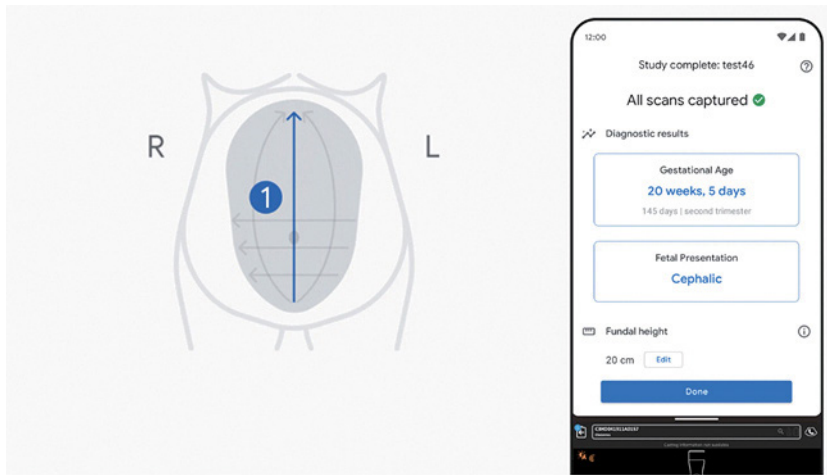 R
L
1
12:00
Study complete: test46
All scans captured
Diagnostic results
Gestational Age
20 weeks, 5 days
145 days | second trimester
Fetal Presentation
Cephalic
Fundal height
20 cm Edit
Done